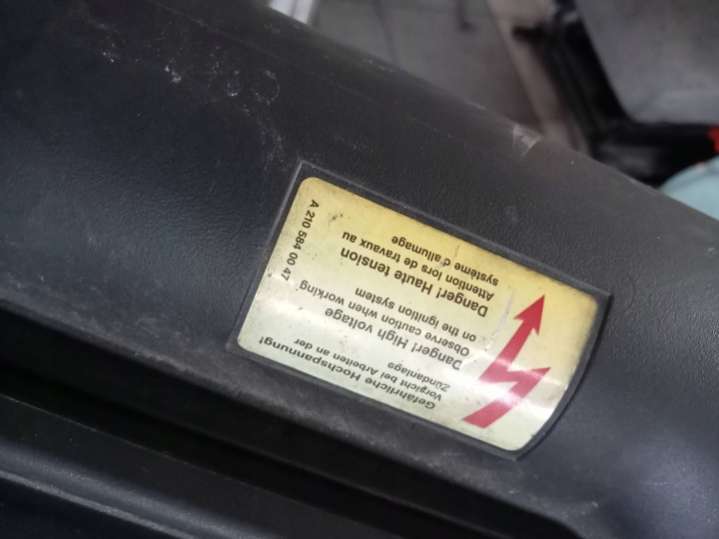 Gefährliche Hochspannung!
Vorsicht bei Arbeiten an der
Zündanlage
Danger! High voltage
Observe caution when working
on the ignition system
Danger! Haute tension
Attention lors de travaux au
système d'allumage
A 210 584 00 47